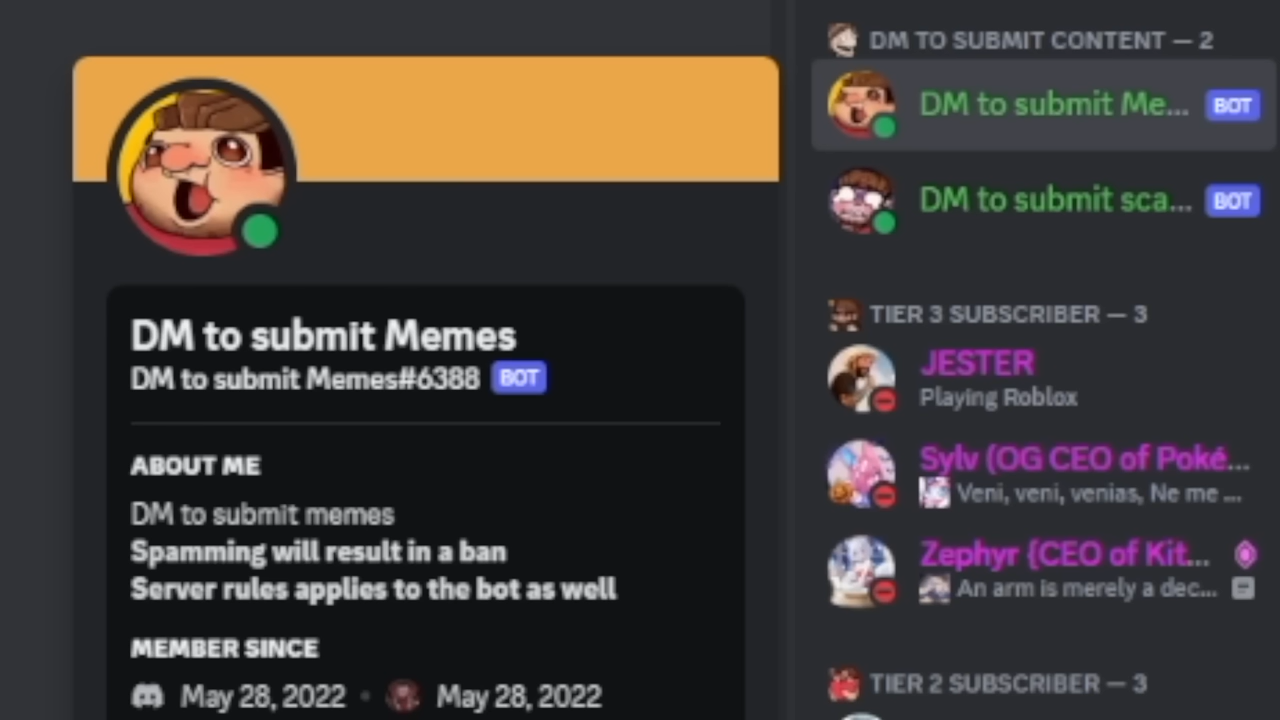 DM to submit Memes
DM to submit Memes#6388 BOT
ABOUT ME
DM to submit memes
Spamming will result in a ban
Server rules applies to the bot as well
MEMBER SINCE
May 28, 2022 • May 28, 2022
DM TO SUBMIT CONTENT — 2
DM to submit Me... BOT
DM to submit sca... BOT
TIER 3 SUBSCRIBER — 3
JESTER
Playing Roblox
Sylv (OG CEO of Poké...
Veni, veni, venias, Ne me ...
Zephyr {CEO of Kit...
An arm is merely a dec...
TIER 2 SUBSCRIBER — 3